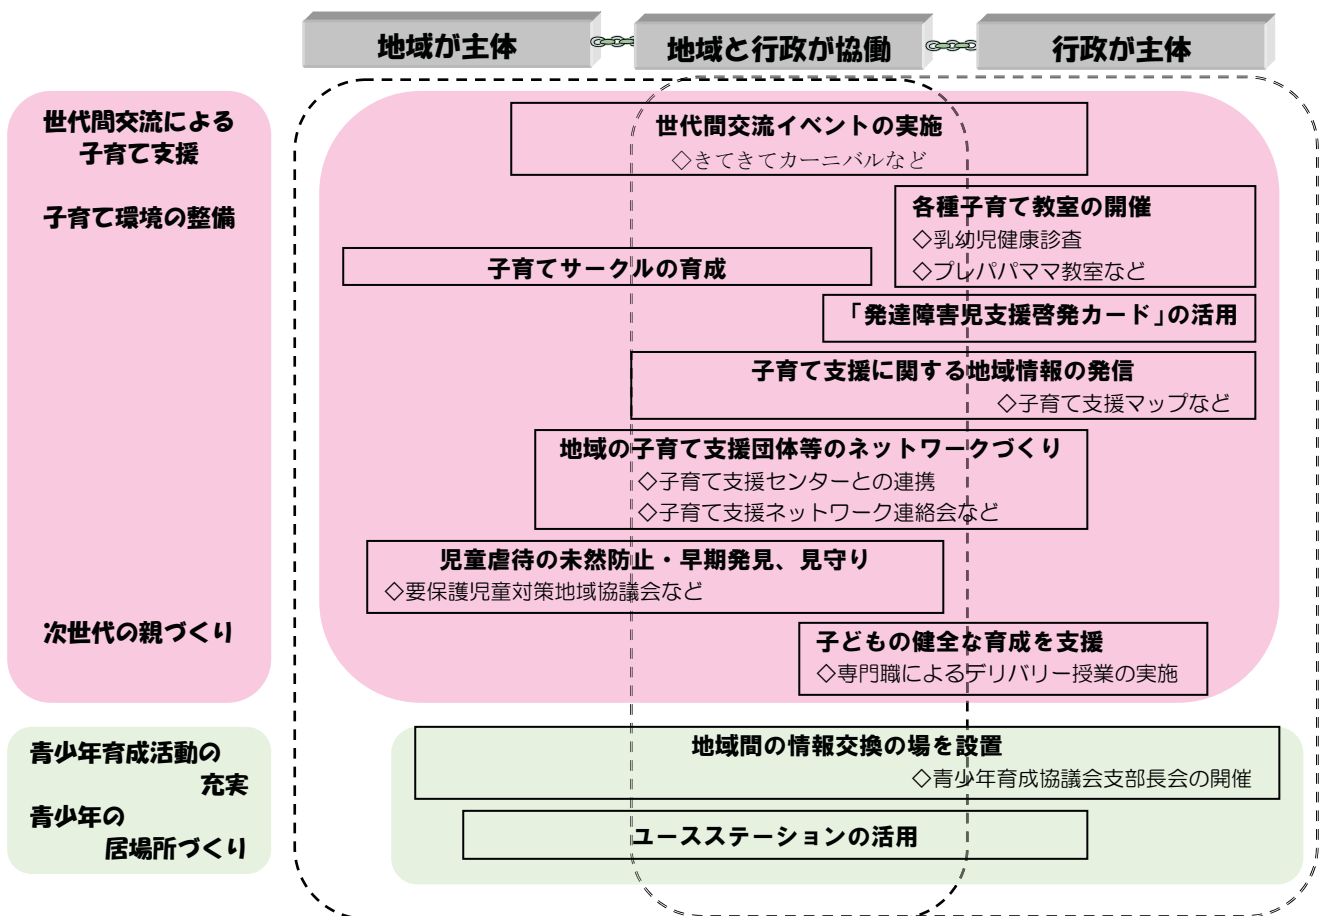 地域が主体
地域と行政が協働
行政が主体
世代間交流による
子育て支援
世代間交流イベントの実施
◇きてきてカーニバルなど
子育て環境の整備
各種子育て教室の開催
◇乳幼児健康診査
◇プレパパママ教室など
子育てサークルの育成
「発達障害児支援啓発カード」の活用
子育て支援に関する地域情報の発信
◇子育て支援マップなど
地域の子育て支援団体等のネットワークづくり
◇子育て支援センターとの連携
◇子育て支援ネットワーク連絡会など
児童虐待の未然防止・早期発見、見守り
◇要保護児童対策地域協議会など
次世代の親づくり
子どもの健全な育成を支援
◇専門職によるデリバリー授業の実施
青少年育成活動の
充実
地域間の情報交換の場を設置
◇青少年育成協議会支部長会の開催
青少年の
居場所づくり
ユースステーションの活用